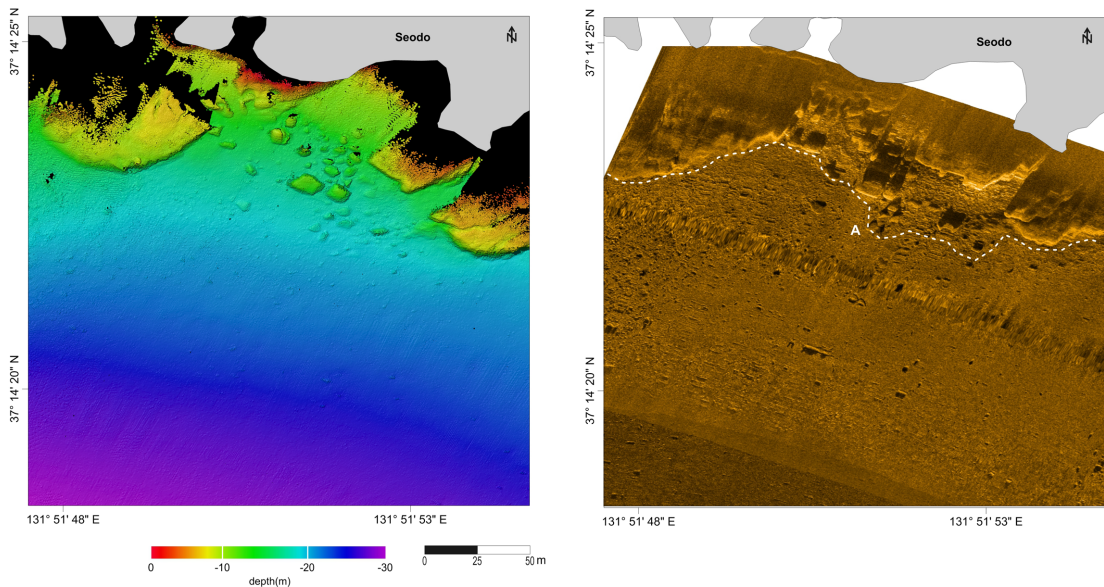 37° 14' 25" N
Seodo
N
37° 14' 20" N
131° 51' 48" E
131° 51' 53" E
0
-10
-20
-30
depth(m)
0
25
50 m
37° 14' 25" N
Seodo
N
A
37° 14' 20" N
131° 51' 48" E
131° 51' 53" E